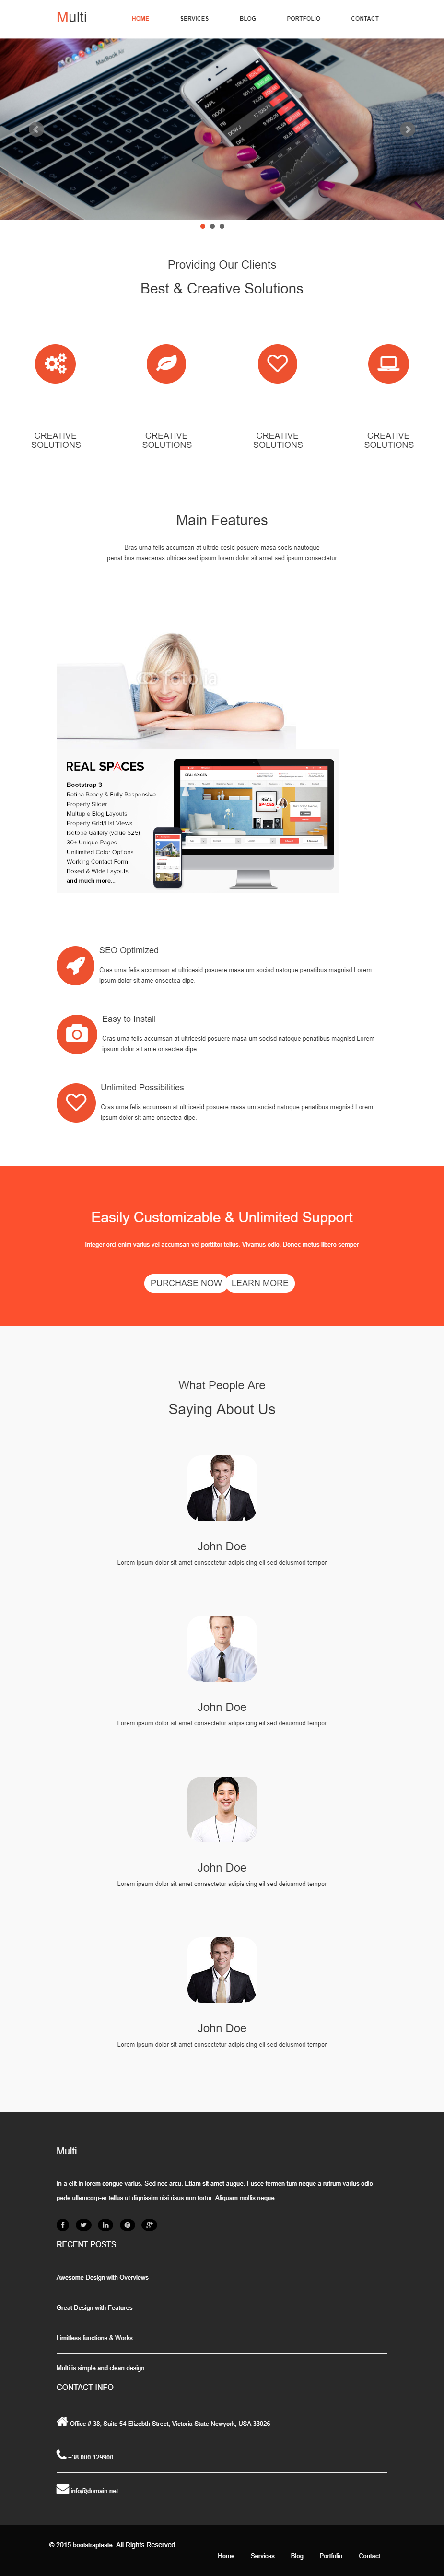 Multi
HOME
SERVICES
BLOG
PORTFOLIO
CONTACT
MacBook Air
AAPL
GOOG
FB
DOW J
Providing Our Clients
Best & Creative Solutions
CREATIVE
SOLUTIONS
CREATIVE
SOLUTIONS
CREATIVE
SOLUTIONS
CREATIVE
SOLUTIONS
Main Features
Bras urna felis accumsan at ultrde cesid posuere masa socis nautoque
penat bus maecenas ultrices sed ipsum lorem dolor sit amet sed ipsum consectetur
fotolia
REAL SPACES
Bootstrap 3
Retina Ready & Fully Responsive
Property Slider
Multiple Blog Layouts
Property Grid/List Views
Isotope Gallery (value $25)
30+ Unique Pages
Unlimited Color Options
Working Contact Form
Boxed & Wide Layouts
and much more...
SEO Optimized
Cras urna felis accumsan at ultricesid posuere masa um socisd natoque penatibus magnisd Lorem
ipsum dolor sit ame onsectea dipe.
Easy to Install
Cras urna felis accumsan at ultricesid posuere masa um socisd natoque penatibus magnisd Lorem
ipsum dolor sit ame onsectea dipe.
Unlimited Possibilities
Cras urna felis accumsan at ultricesid posuere masa um socisd natoque penatibus magnisd Lorem
ipsum dolor sit ame onsectea dipe.
Easily Customizable & Unlimited Support
Integer orci enim varius vel accumsan vel porttitor tellus. Vivamus odio. Donec metus libero semper
PURCHASE NOW
LEARN MORE
What People Are
Saying About Us
John Doe
Lorem ipsum dolor sit amet consectetur adipisicing eil sed deiusmod tempor
John Doe
Lorem ipsum dolor sit amet consectetur adipisicing eil sed deiusmod tempor
John Doe
Lorem ipsum dolor sit amet consectetur adipisicing eil sed deiusmod tempor
John Doe
Lorem ipsum dolor sit amet consectetur adipisicing eil sed deiusmod tempor
Multi
In a elit in lorem congue varius. Sed nec arcu. Etiam sit amet augue. Fusce fermen tum neque a rutrum varius odio
pede ullamcorp-er tellus ut dignissim nisi risus non tortor. Aliquam mollis neque.
RECENT POSTS
Awesome Design with Overviews
Great Design with Features
Limitless functions & Works
Multi is simple and clean design
CONTACT INFO
Office # 38, Suite 54 Elizebth Street, Victoria State Newyork, USA 33026
+38 000 129900
info@domain.net
© 2015 bootstraptaste. All Rights Reserved.
Home
Services
Blog
Portfolio
Contact